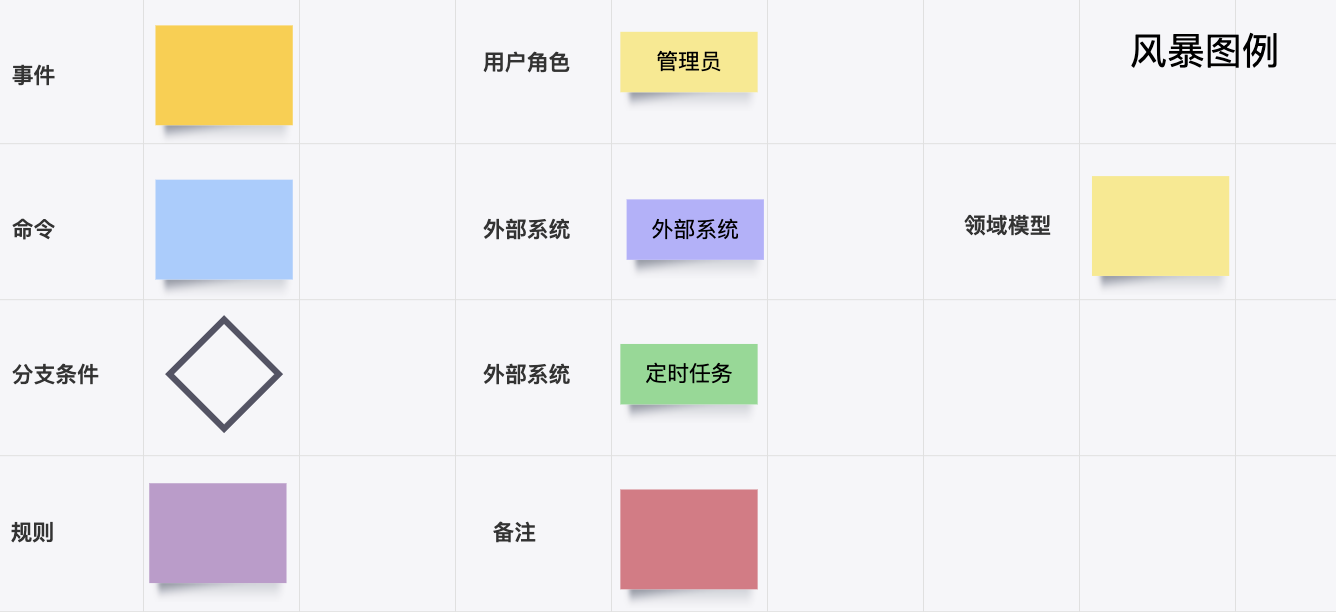 风暴图例
事件
用户角色
管理员
命令
外部系统
外部系统
领域模型
分支条件
外部系统
定时任务
规则
备注